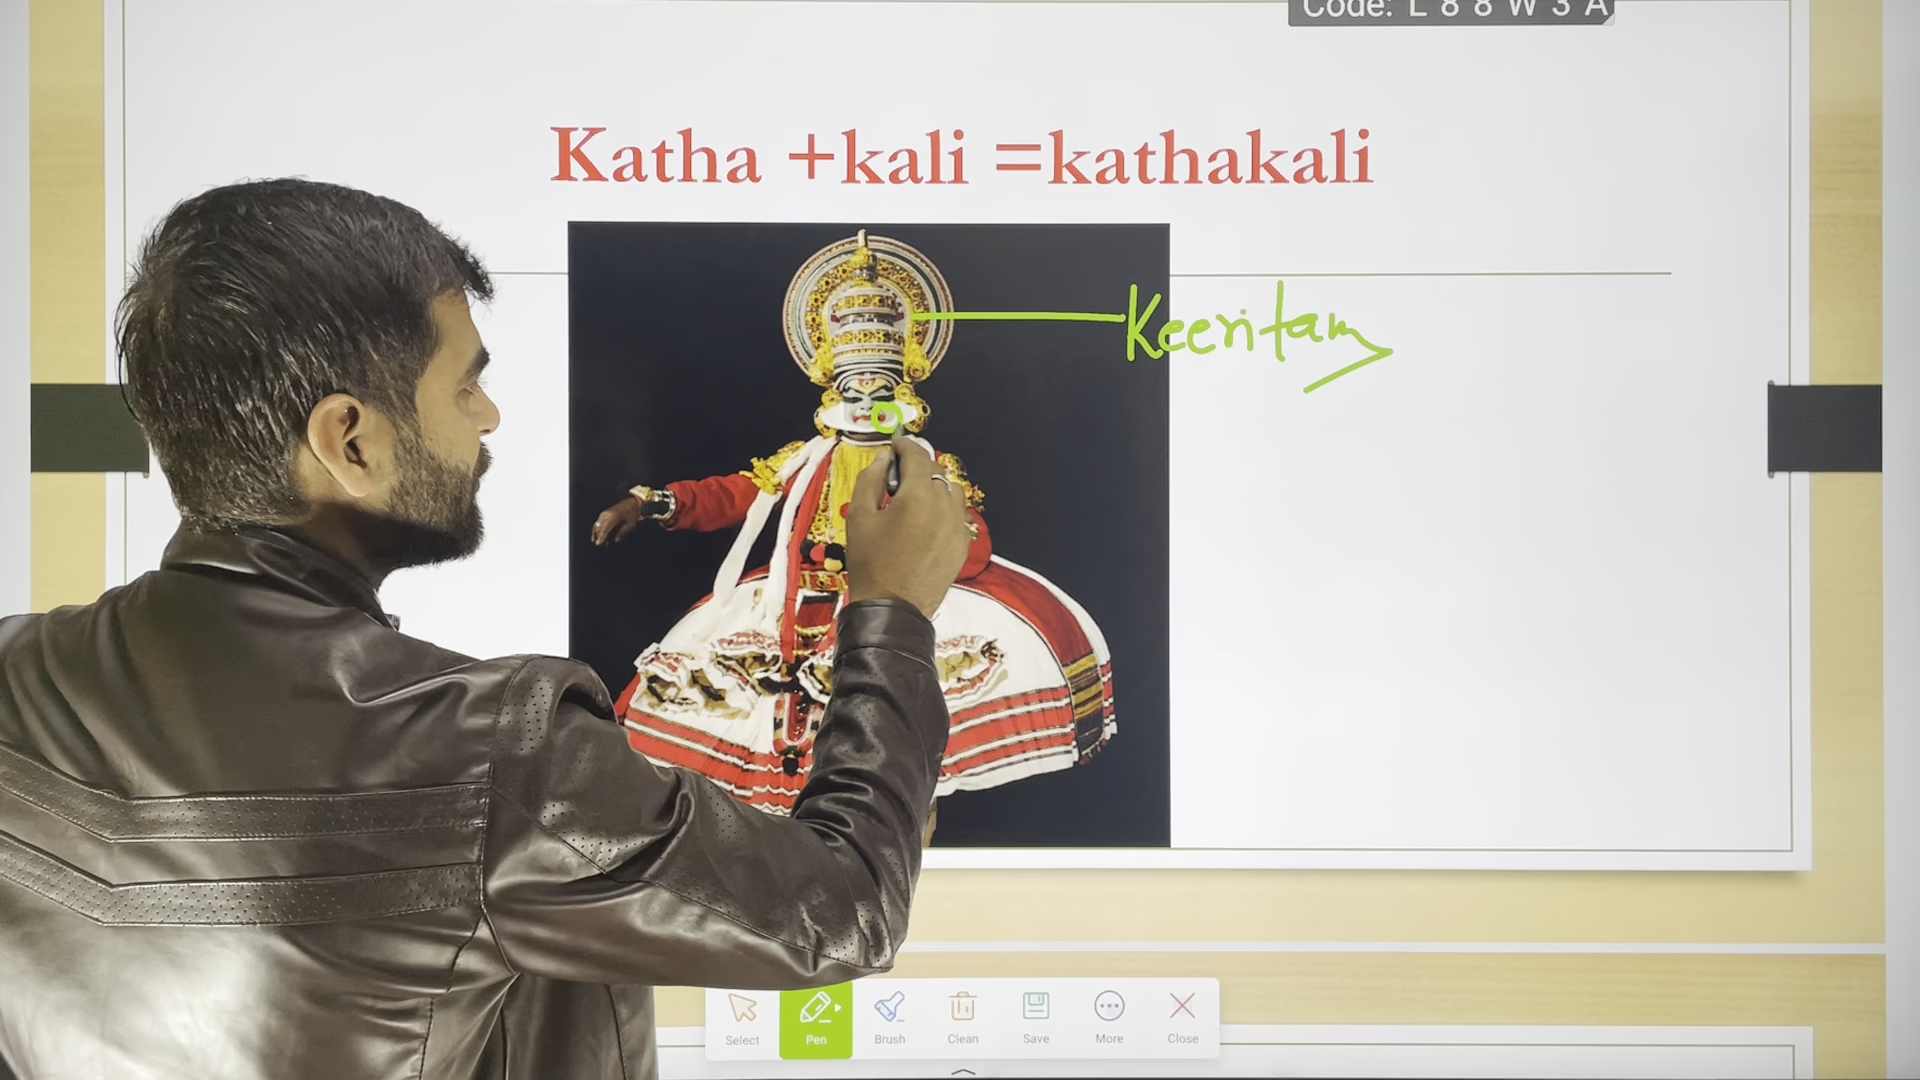 Code: L 8 8 W 3 A
Katha +kali =kathakali
Keeritam
Select Pen Brush Clean Save More Close